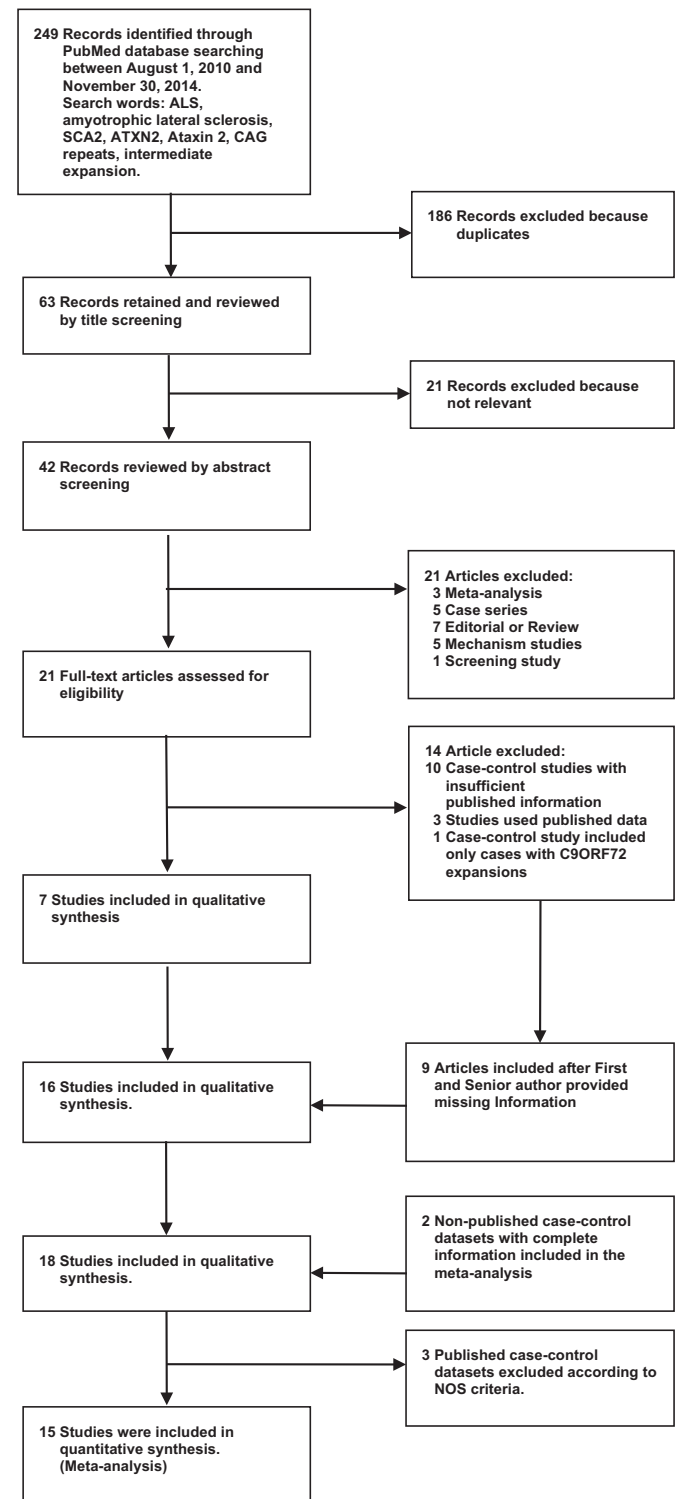 249 Records identified through
PubMed database searching
between August 1, 2010 and
November 30, 2014.
Search words: ALS,
amyotrophic lateral sclerosis,
SCA2, ATXN2, Ataxin 2, CAG
repeats, intermediate
expansion.
186 Records excluded because
duplicates
63 Records retained and reviewed
by title screening
21 Records excluded because
not relevant
42 Records reviewed by abstract
screening
21 Articles excluded:
3 Meta-analysis
5 Case series
7 Editorial or Review
5 Mechanism studies
1 Screening study
21 Full-text articles assessed for
eligibility
14 Article excluded:
10 Case-control studies with
insufficient
published information
3 Studies used published data
1 Case-control study included
only cases with C9ORF72
expansions
7 Studies included in qualitative
synthesis
9 Articles included after First
and Senior author provided
missing Information
16 Studies included in qualitative
synthesis.
2 Non-published case-control
datasets with complete
information included in the
meta-analysis
18 Studies included in qualitative
synthesis.
3 Published case-control
datasets excluded according to
NOS criteria.
15 Studies were included in
quantitative synthesis.
(Meta-analysis)